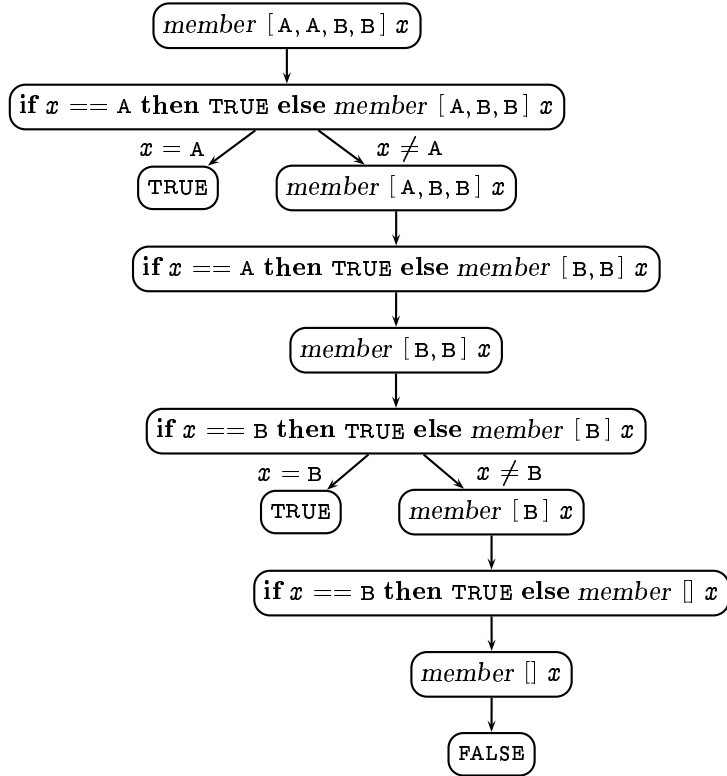 member [A, A, B, B] x
if x == A then TRUE else member [A, B, B] x
x = A
x ≠ A
TRUE
member [A, B, B] x
if x == A then TRUE else member [B, B] x
member [B, B] x
if x == B then TRUE else member [B] x
x = B
x ≠ B
TRUE
member [B] x
if x == B then TRUE else member [] x
member [] x
FALSE